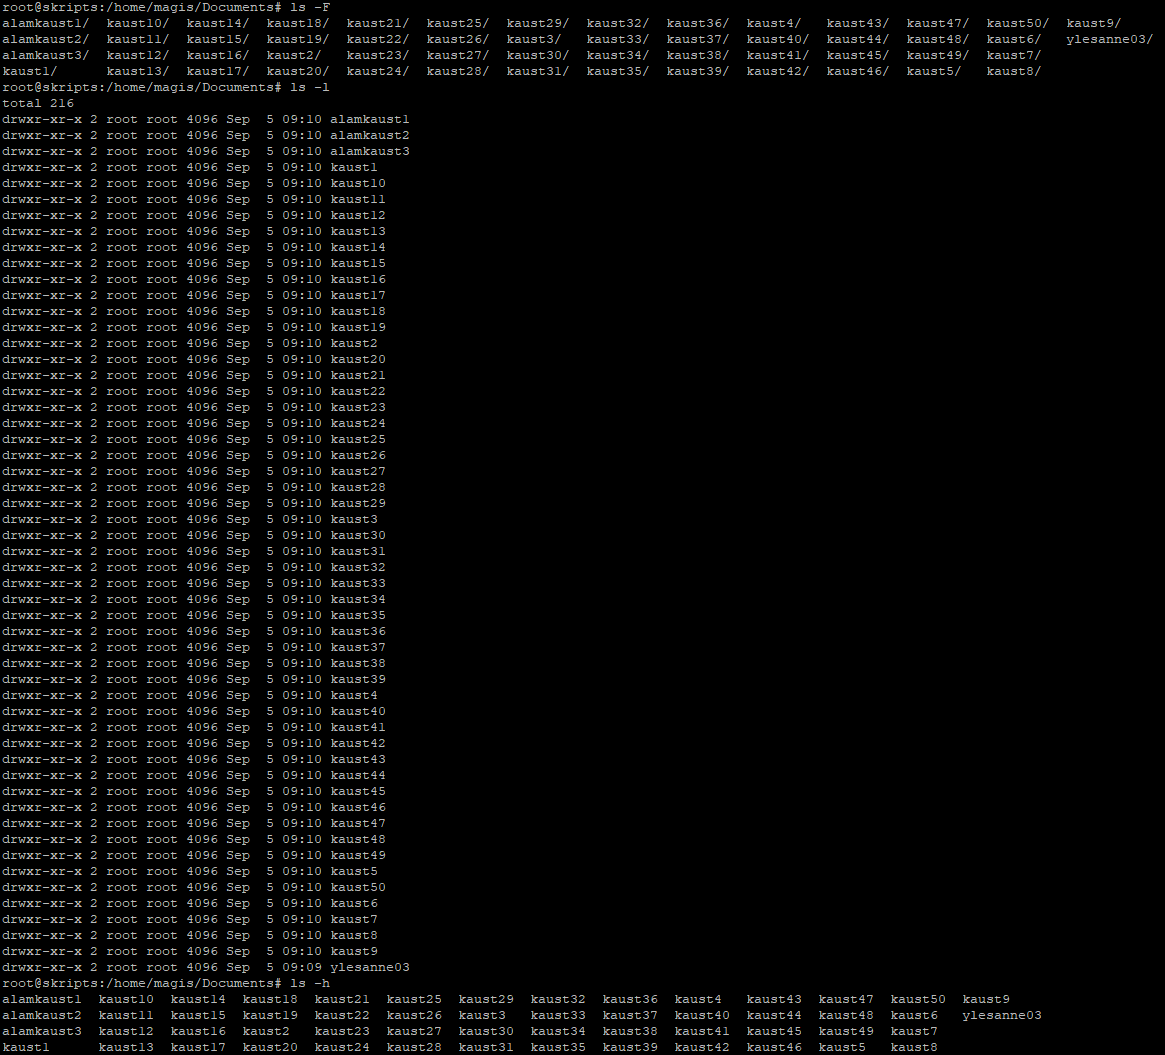 root@skripts:/home/magis/Documents# ls -F
alamkaust1/  kaust10/  kaust14/  kaust18/  kaust21/  kaust25/  kaust29/  kaust32/  kaust36/  kaust4/   kaust43/  kaust47/  kaust50/  kaust9/
alamkaust2/  kaust11/  kaust15/  kaust19/  kaust22/  kaust26/  kaust3/   kaust33/  kaust37/  kaust40/  kaust44/  kaust48/  kaust6/   ylesanne03/
alamkaust3/  kaust12/  kaust16/  kaust2/   kaust23/  kaust27/  kaust30/  kaust34/  kaust38/  kaust41/  kaust45/  kaust49/  kaust7/
kaust1/      kaust13/  kaust17/  kaust20/  kaust24/  kaust28/  kaust31/  kaust35/  kaust39/  kaust42/  kaust46/  kaust5/   kaust8/
root@skripts:/home/magis/Documents# ls -l
total 216
drwxr-xr-x 2 root root 4096 Sep  5 09:10 alamkaust1
drwxr-xr-x 2 root root 4096 Sep  5 09:10 alamkaust2
drwxr-xr-x 2 root root 4096 Sep  5 09:10 alamkaust3
drwxr-xr-x 2 root root 4096 Sep  5 09:10 kaust1
drwxr-xr-x 2 root root 4096 Sep  5 09:10 kaust10
drwxr-xr-x 2 root root 4096 Sep  5 09:10 kaust11
drwxr-xr-x 2 root root 4096 Sep  5 09:10 kaust12
drwxr-xr-x 2 root root 4096 Sep  5 09:10 kaust13
drwxr-xr-x 2 root root 4096 Sep  5 09:10 kaust14
drwxr-xr-x 2 root root 4096 Sep  5 09:10 kaust15
drwxr-xr-x 2 root root 4096 Sep  5 09:10 kaust16
drwxr-xr-x 2 root root 4096 Sep  5 09:10 kaust17
drwxr-xr-x 2 root root 4096 Sep  5 09:10 kaust18
drwxr-xr-x 2 root root 4096 Sep  5 09:10 kaust19
drwxr-xr-x 2 root root 4096 Sep  5 09:10 kaust2
drwxr-xr-x 2 root root 4096 Sep  5 09:10 kaust20
drwxr-xr-x 2 root root 4096 Sep  5 09:10 kaust21
drwxr-xr-x 2 root root 4096 Sep  5 09:10 kaust22
drwxr-xr-x 2 root root 4096 Sep  5 09:10 kaust23
drwxr-xr-x 2 root root 4096 Sep  5 09:10 kaust24
drwxr-xr-x 2 root root 4096 Sep  5 09:10 kaust25
drwxr-xr-x 2 root root 4096 Sep  5 09:10 kaust26
drwxr-xr-x 2 root root 4096 Sep  5 09:10 kaust27
drwxr-xr-x 2 root root 4096 Sep  5 09:10 kaust28
drwxr-xr-x 2 root root 4096 Sep  5 09:10 kaust29
drwxr-xr-x 2 root root 4096 Sep  5 09:10 kaust3
drwxr-xr-x 2 root root 4096 Sep  5 09:10 kaust30
drwxr-xr-x 2 root root 4096 Sep  5 09:10 kaust31
drwxr-xr-x 2 root root 4096 Sep  5 09:10 kaust32
drwxr-xr-x 2 root root 4096 Sep  5 09:10 kaust33
drwxr-xr-x 2 root root 4096 Sep  5 09:10 kaust34
drwxr-xr-x 2 root root 4096 Sep  5 09:10 kaust35
drwxr-xr-x 2 root root 4096 Sep  5 09:10 kaust36
drwxr-xr-x 2 root root 4096 Sep  5 09:10 kaust37
drwxr-xr-x 2 root root 4096 Sep  5 09:10 kaust38
drwxr-xr-x 2 root root 4096 Sep  5 09:10 kaust39
drwxr-xr-x 2 root root 4096 Sep  5 09:10 kaust4
drwxr-xr-x 2 root root 4096 Sep  5 09:10 kaust40
drwxr-xr-x 2 root root 4096 Sep  5 09:10 kaust41
drwxr-xr-x 2 root root 4096 Sep  5 09:10 kaust42
drwxr-xr-x 2 root root 4096 Sep  5 09:10 kaust43
drwxr-xr-x 2 root root 4096 Sep  5 09:10 kaust44
drwxr-xr-x 2 root root 4096 Sep  5 09:10 kaust45
drwxr-xr-x 2 root root 4096 Sep  5 09:10 kaust46
drwxr-xr-x 2 root root 4096 Sep  5 09:10 kaust47
drwxr-xr-x 2 root root 4096 Sep  5 09:10 kaust48
drwxr-xr-x 2 root root 4096 Sep  5 09:10 kaust49
drwxr-xr-x 2 root root 4096 Sep  5 09:10 kaust5
drwxr-xr-x 2 root root 4096 Sep  5 09:10 kaust50
drwxr-xr-x 2 root root 4096 Sep  5 09:10 kaust6
drwxr-xr-x 2 root root 4096 Sep  5 09:10 kaust7
drwxr-xr-x 2 root root 4096 Sep  5 09:10 kaust8
drwxr-xr-x 2 root root 4096 Sep  5 09:10 kaust9
drwxr-xr-x 2 root root 4096 Sep  5 09:09 ylesanne03
root@skripts:/home/magis/Documents# ls -h
alamkaust1  kaust10  kaust14  kaust18  kaust21  kaust25  kaust29  kaust32  kaust36  kaust4   kaust43  kaust47  kaust50  kaust9
alamkaust2  kaust11  kaust15  kaust19  kaust22  kaust26  kaust3   kaust33  kaust37  kaust40  kaust44  kaust48  kaust6   ylesanne03
alamkaust3  kaust12  kaust16  kaust2   kaust23  kaust27  kaust30  kaust34  kaust38  kaust41  kaust45  kaust49  kaust7
kaust1      kaust13  kaust17  kaust20  kaust24  kaust28  kaust31  kaust35  kaust39  kaust42  kaust46  kaust5   kaust8